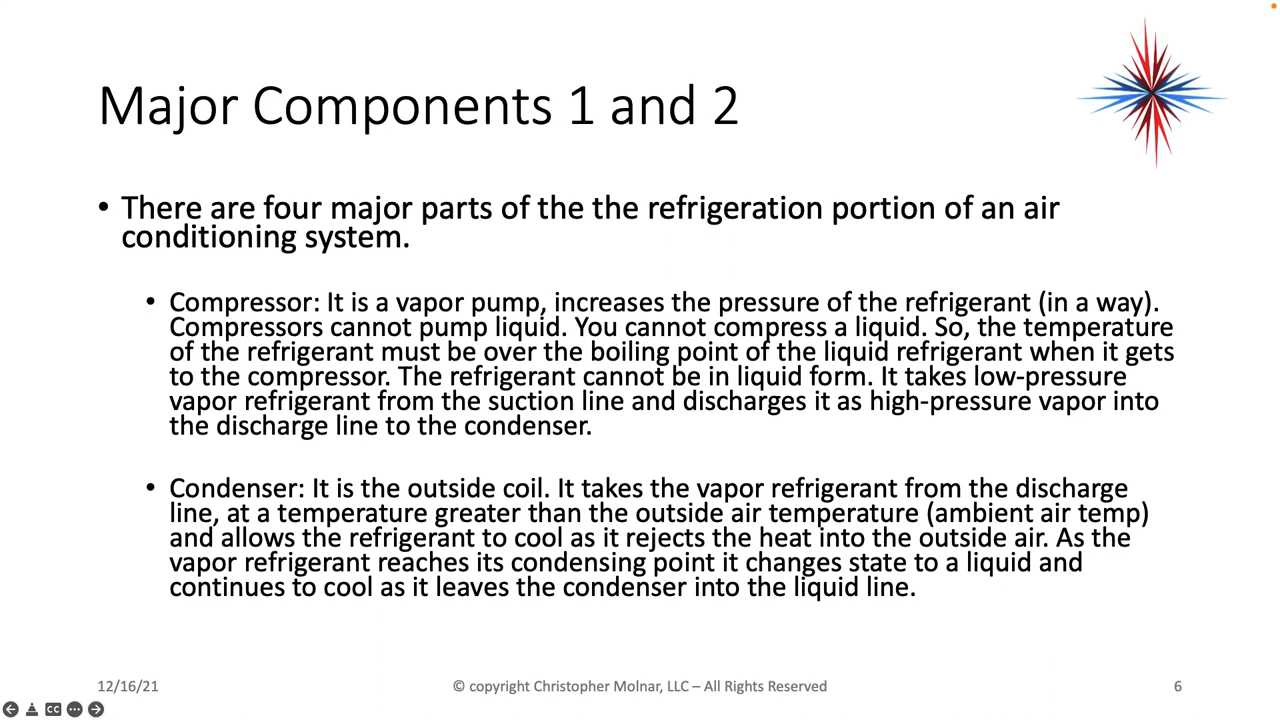 Major Components 1 and 2
• There are four major parts of the the refrigeration portion of an air
conditioning system.
• Compressor: It is a vapor pump, increases the pressure of the refrigerant (in a way).
Compressors cannot pump liquid. You cannot compress a liquid. So, the temperature
of the refrigerant must be over the boiling point of the liquid refrigerant when it gets
to the compressor. The refrigerant cannot be in liquid form. It takes low-pressure
vapor refrigerant from the suction line and discharges it as high-pressure vapor into
the discharge line to the condenser.
• Condenser: It is the outside coil. It takes the vapor refrigerant from the discharge
line, at a temperature greater than the outside air temperature (ambient air temp)
and allows the refrigerant to cool as it rejects the heat into the outside air. As the
vapor refrigerant reaches its condensing point it changes state to a liquid and
continues to cool as it leaves the condenser into the liquid line.
12/16/21
© copyright Christopher Molnar, LLC – All Rights Reserved
6
CC